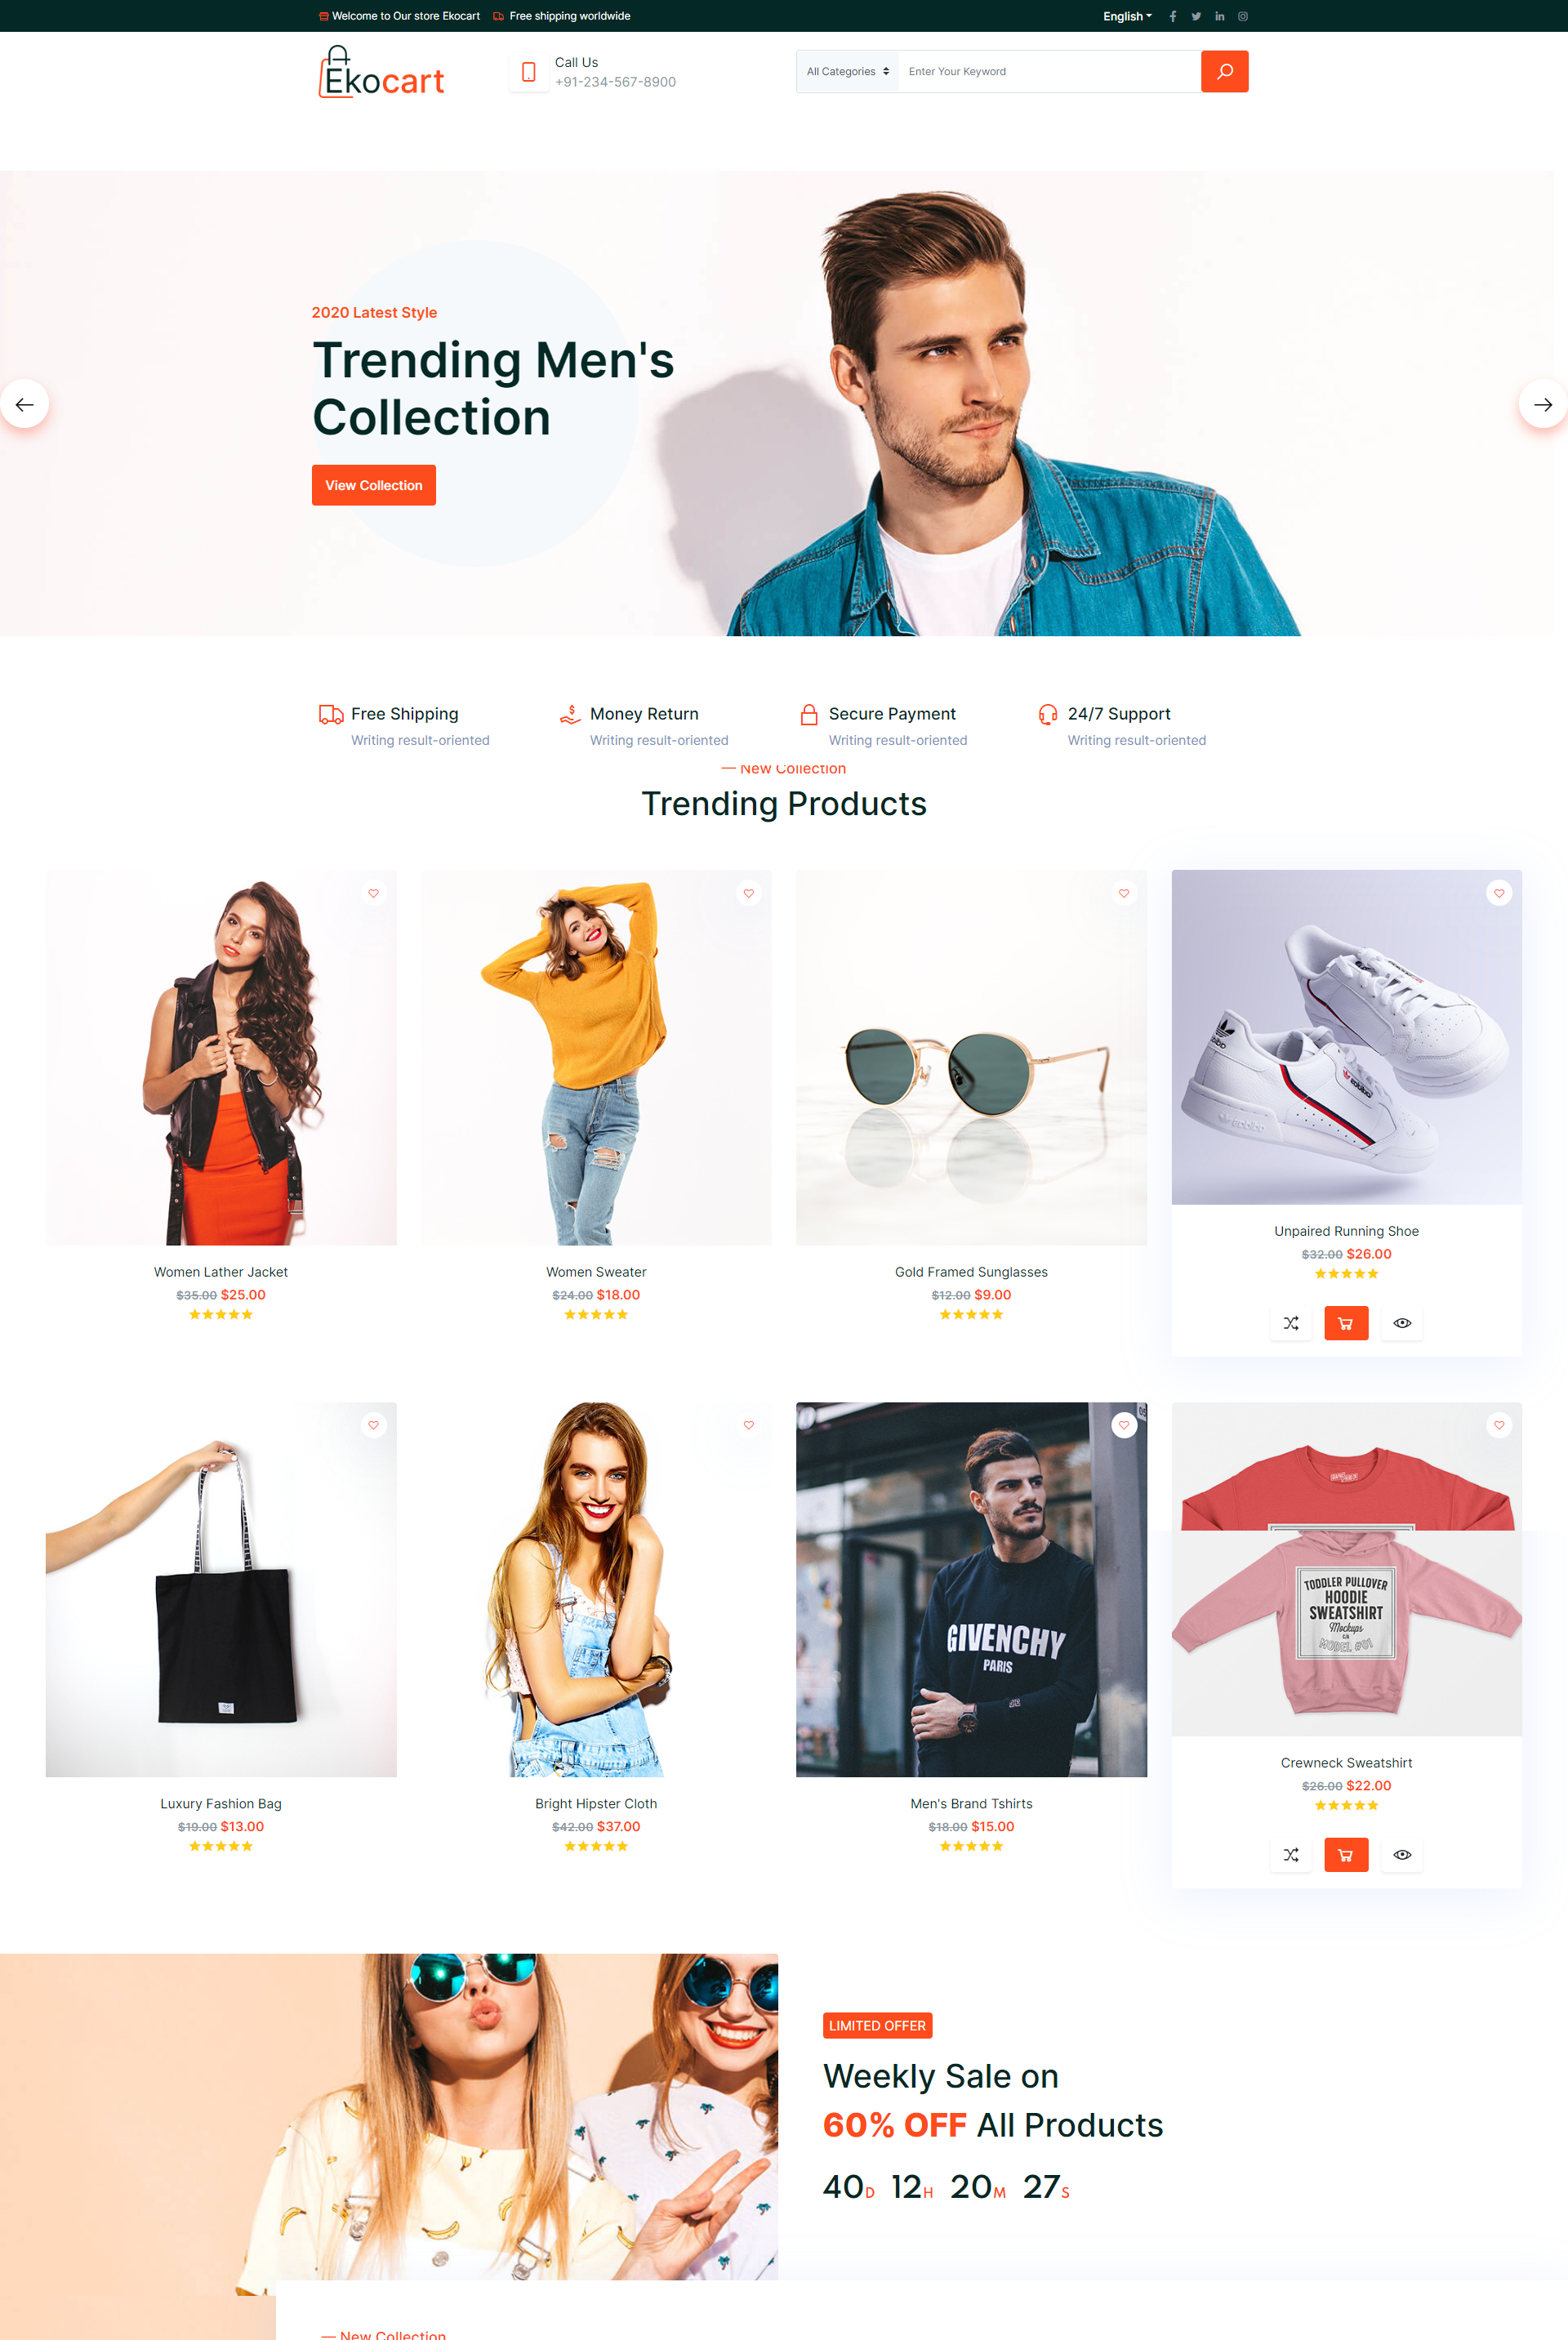 Welcome to Our store Ekocart Free shipping worldwide English
Ekocart
Call Us
+91-234-567-8900
All Categories Enter Your Keyword
2020 Latest Style
Trending Men's
Collection
View Collection
Free Shipping
Writing result-oriented
Money Return
Writing result-oriented
Secure Payment
Writing result-oriented
24/7 Support
Writing result-oriented
— New Collection
Trending Products
Women Lather Jacket
$35.00 $25.00
Women Sweater
$24.00 $18.00
Gold Framed Sunglasses
$12.00 $9.00
Unpaired Running Shoe
$32.00 $26.00
GIVENCHY
PARIS
TODDLER PULLOVER
HOODIE
SWEATSHIRT
Mockups
MODEL #01
Luxury Fashion Bag
$19.00 $13.00
Bright Hipster Cloth
$42.00 $37.00
Men's Brand Tshirts
$18.00 $15.00
Crewneck Sweatshirt
$26.00 $22.00
LIMITED OFFER
Weekly Sale on
60% OFF All Products
40D 12H 20M 27S
— New Collection